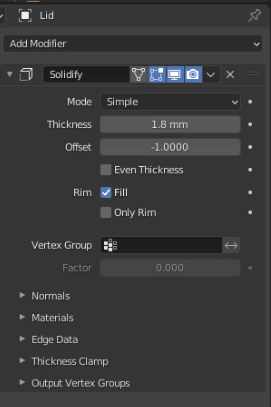 Lid
Add Modifier
Solidify
Mode Simple
Thickness 1.8 mm
Offset -1.0000
Even Thickness
Rim Fill
Only Rim
Vertex Group
Factor 0.000
Normals
Materials
Edge Data
Thickness Clamp
Output Vertex Groups